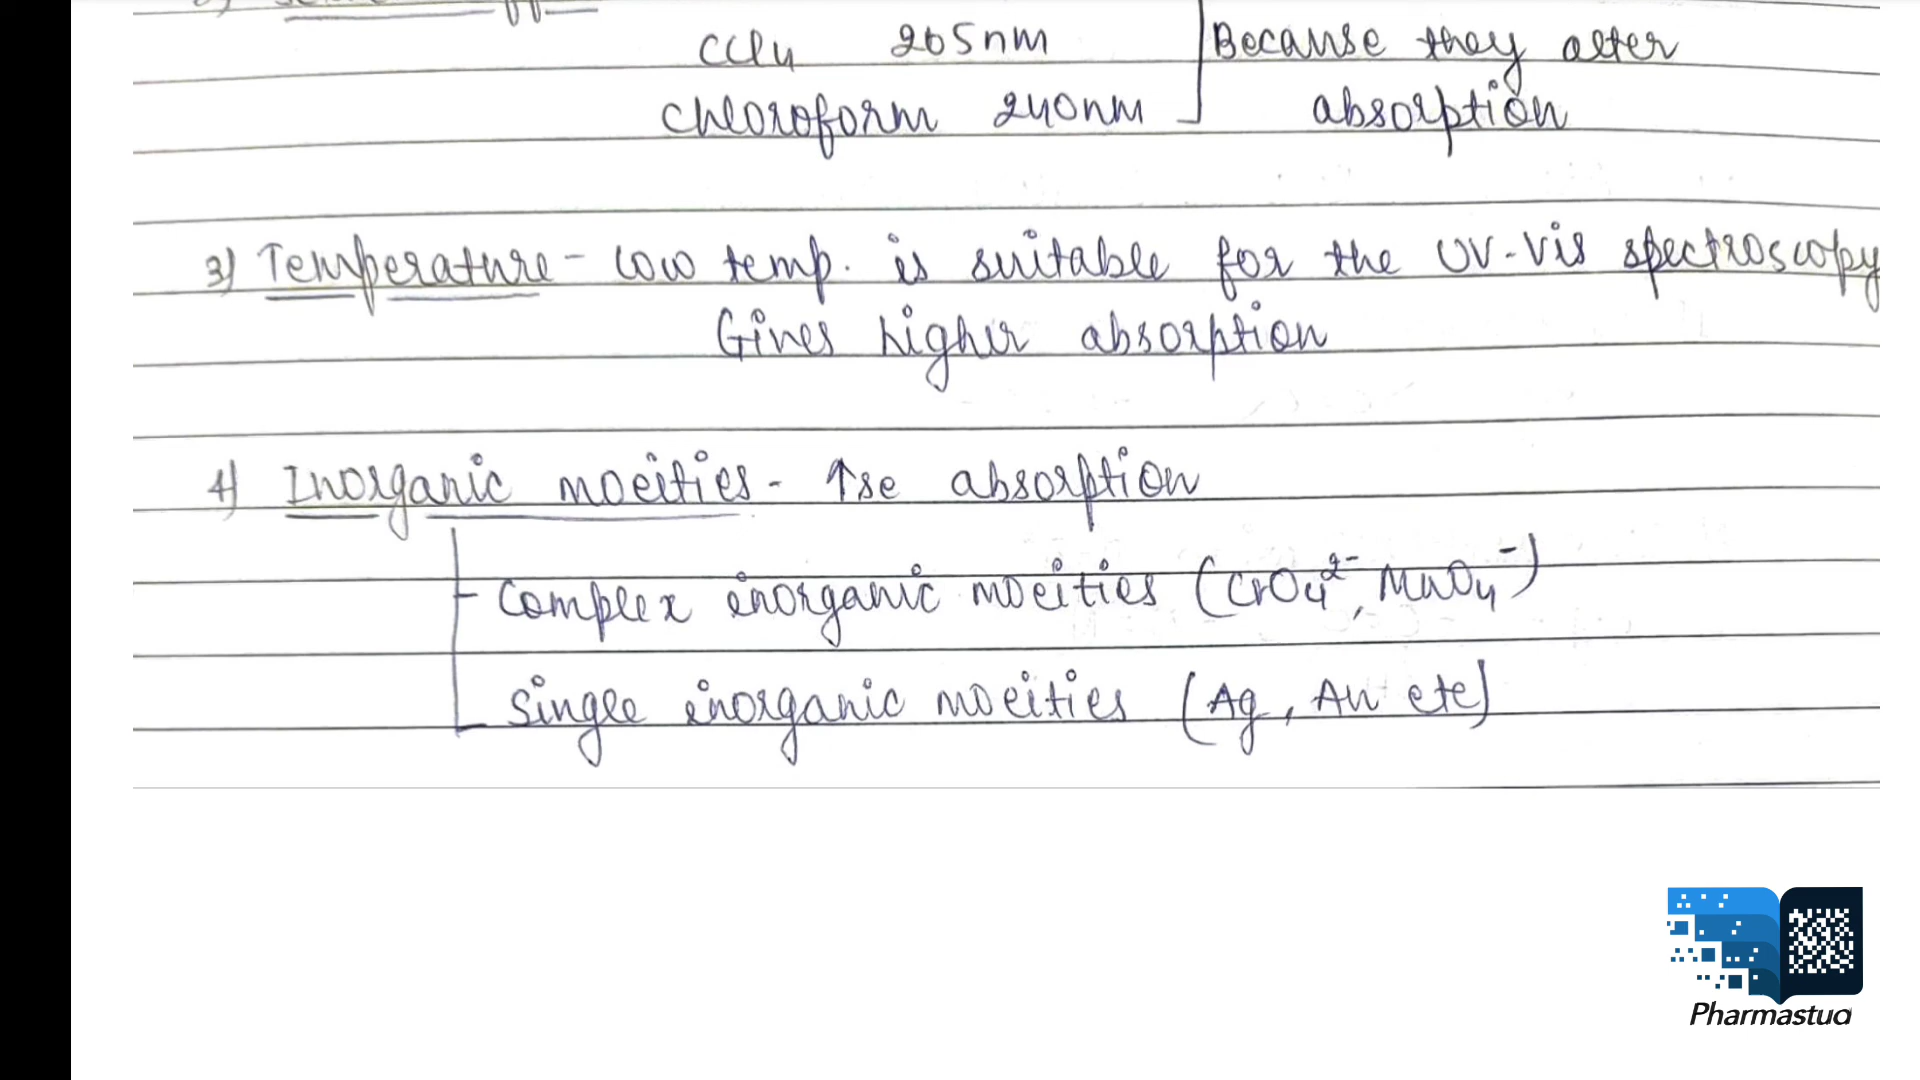 CCl4 265nm Because they alter
chloroform 240nm absorption
3) Temperature - low temp. is suitable for the UV-Vis spectroscopy
Gives higher absorption
4) Inorganic moeities - ↑se absorption
- Complex inorganic moeities (CrO4²⁻, MnO4⁻)
- Single inorganic moeities (Ag, Au etc)
Pharmastud